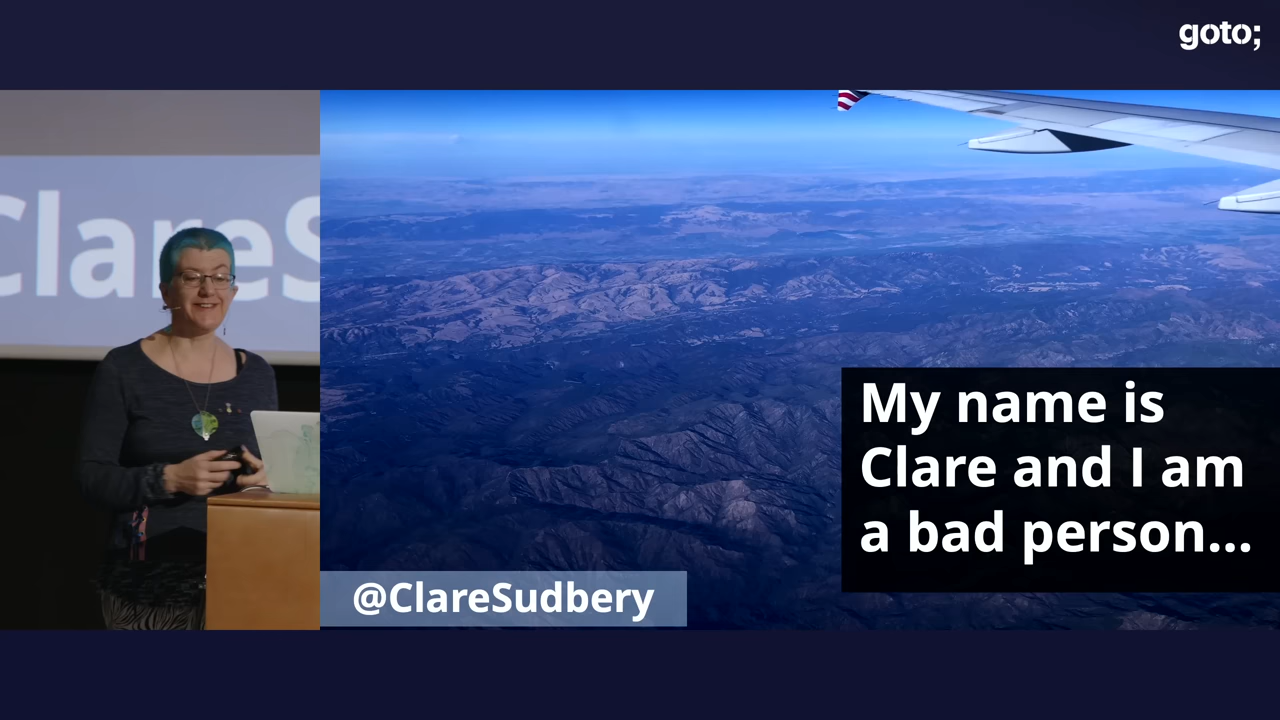 goto;
ClareS
My name is
Clare and I am
a bad person...
@ClareSudbery